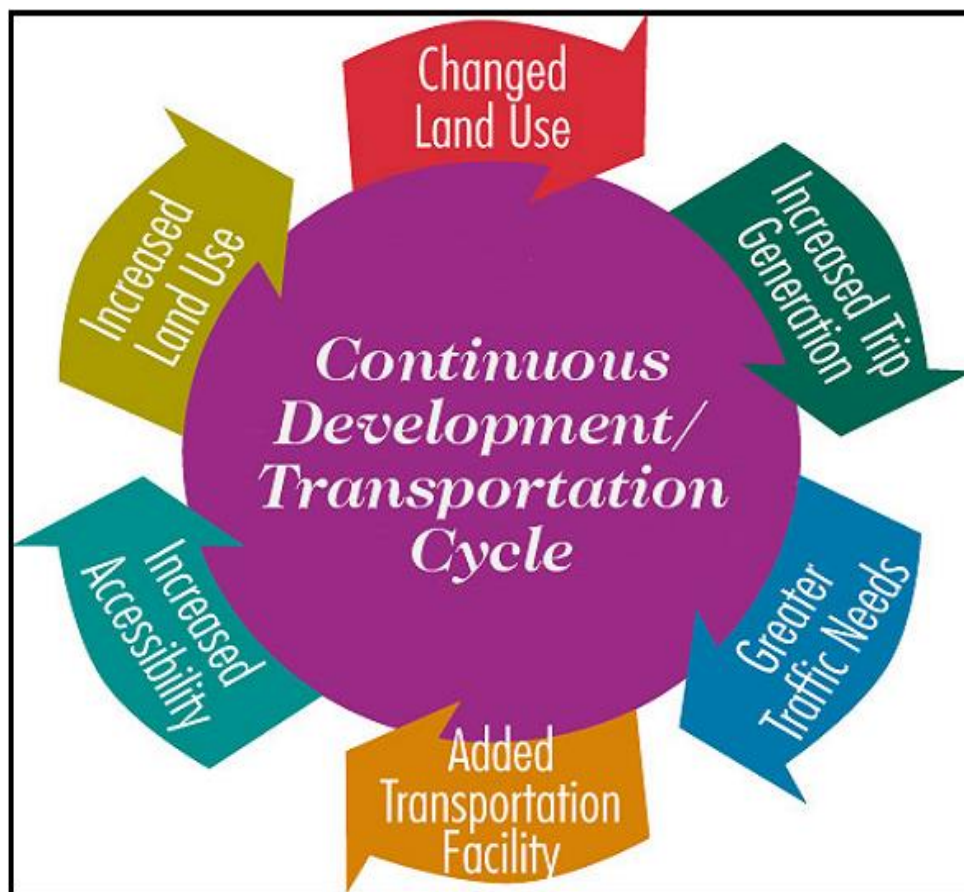 Changed
Land Use
Increased Trip
Generation
Greater
Traffic Needs
Added
Transportation
Facility
Increased
Accessibility
Increased
Land Use
Continuous
Development/
Transportation
Cycle